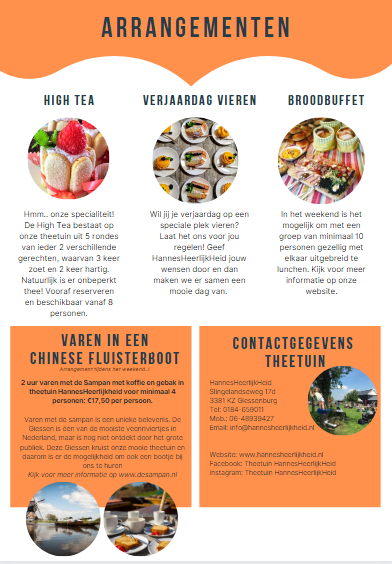 ARRANGEMENTEN
HIGH TEA
Hmm.. onze specialiteit!
De High Tea bestaat op
onze theetuin uit 5 rondes
van ieder 2 verschillende
gerechten, waarvan 3 keer
zoet en 2 keer hartig.
Natuurlijk is er onbeperkt
thee! Vooraf reserveren
en beschikbaar vanaf 8
personen.
VERJAARDAG VIEREN
Wil jij je verjaardag op een
speciale plek vieren?
Laat het ons voor jou
regelen! Geef
HannesHeerlijkHeid jouw
wensen door en dan
maken we er samen een
mooie dag van.
BROODBUFFET
In het weekend is het
mogelijk om met een
groep van minimaal 10
personen gezellig met
elkaar uitgebreid te
lunchen. Kijk voor meer
informatie op onze
website.
VAREN IN EEN
CHINESE FLUISTERBOOT
Arrangement tijdens het weekend..!
2 uur varen met de Sampan met koffie en gebak in
theetuin HannesHeerlijkHeid voor minimaal 4
personen: €17,50 per persoon.
Varen met de sampan is een unieke belevenis. De
Giessen is één van de mooiste veenriviertjes in
Nederland, maar is nog niet ontdekt door het grote
publiek. Deze Giessen kruist onze mooie theetuin en
daarom is er de mogelijkheid om ook een bootje bij
ons te huren
Kijk voor meer informatie op www.desampan.nl
CONTACTGEGEVENS
THEETUIN
HannesHeerlijkHeid
Slingelandseweg 17d
3381 KZ Giessenburg
Tel: 0184-659011
Mob.: 06-48939427
Email: info@hannesheerlijkheid.nl
Website: www.hannesheerlijkheid.nl
Facebook: Theetuin HannesHeerlijkHeid
Instagram: Theetuin HannesHeerlijkHeid